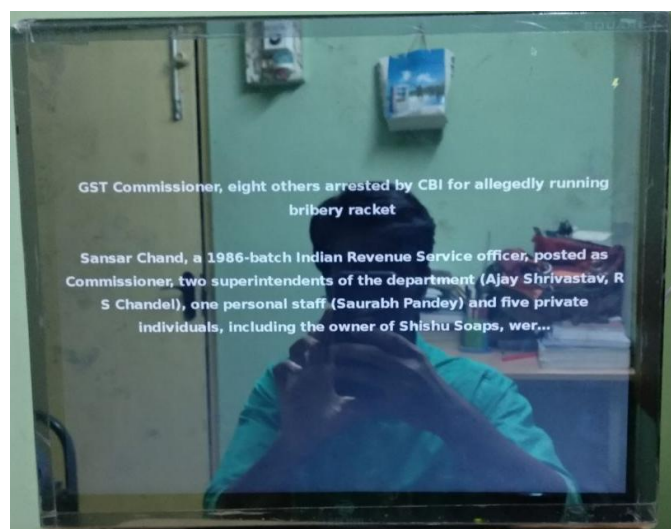 GST Commissioner, eight others arrested by CBI for allegedly running
bribery racket
Sansar Chand, a 1986-batch Indian Revenue Service officer, posted as
Commissioner, two superintendents of the department (Ajay Shrivastav, R
S Chandel), one personal staff (Saurabh Pandey) and five private
individuals, including the owner of Shishu Soaps, wer...